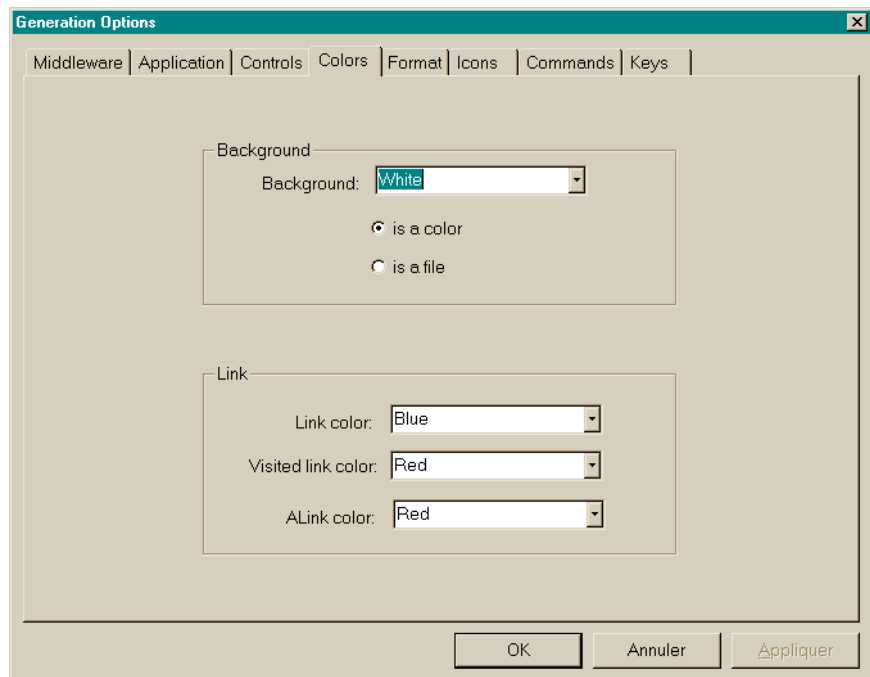 Generation Options
Middleware Application Controls Colors Format Icons Commands Keys
Background
Background: White
is a color
is a file
Link
Link color: Blue
Visited link color: Red
ALink color: Red
OK Annuler Appliquer